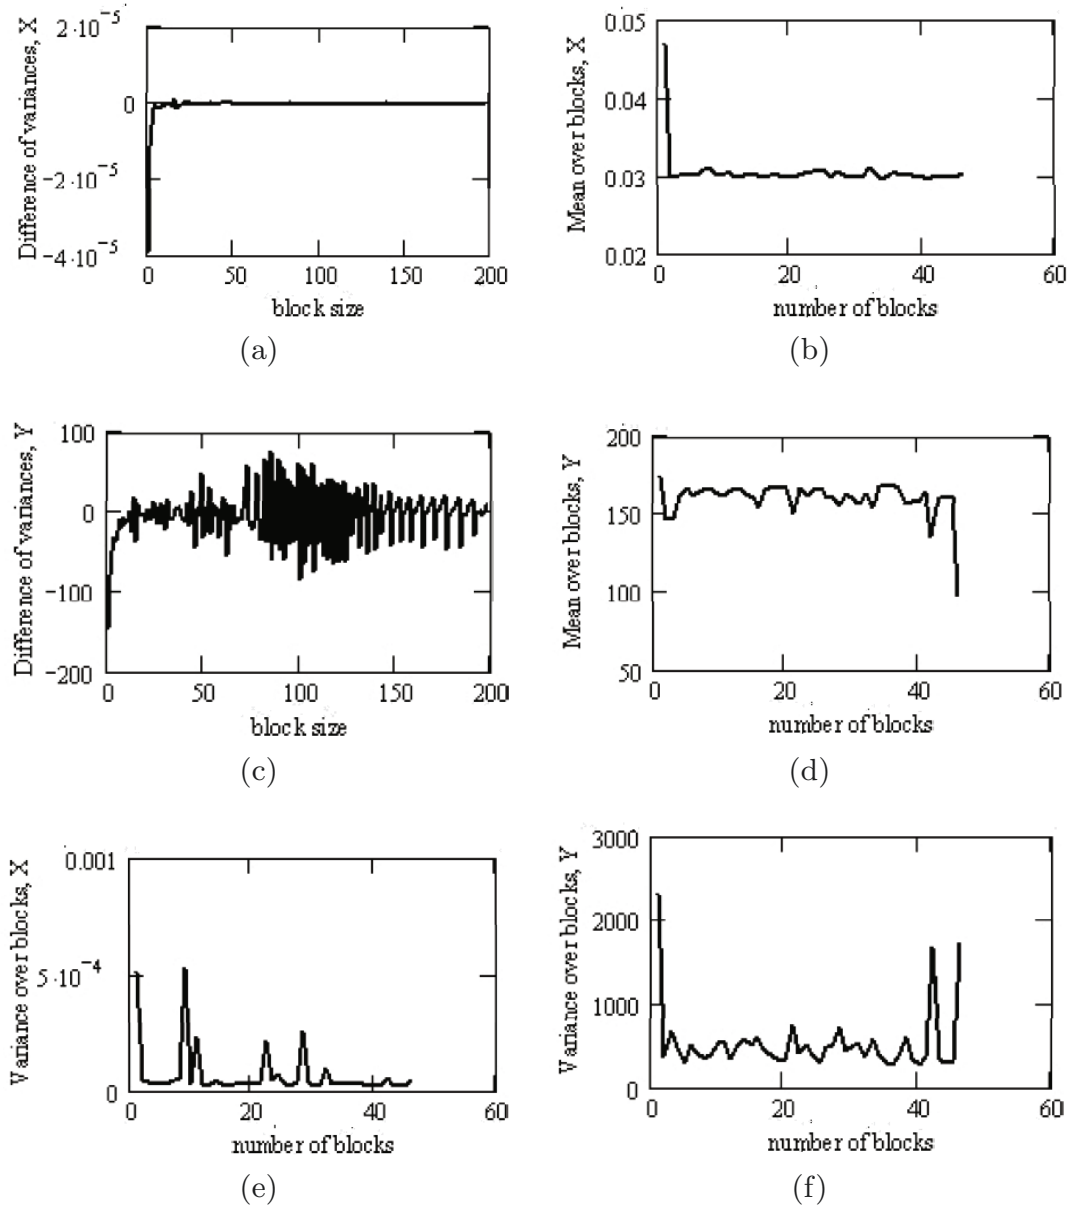 2·10⁻⁵
0
−2·10⁻⁵
−4·10⁻⁵
Difference of variances, X
0 50 100 150 200
block size
(a)
0.05
0.04
0.03
0.02
Mean over blocks, X
0 20 40 60
number of blocks
(b)
100
0
−100
−200
Difference of variances, Y
0 50 100 150 200
block size
(c)
200
150
100
50
Mean over blocks, Y
0 20 40 60
number of blocks
(d)
0.001
5·10⁻⁴
0
Variance over blocks, X
0 20 40 60
number of blocks
(e)
3000
2000
1000
0
Variance over blocks, Y
0 20 40 60
number of blocks
(f)